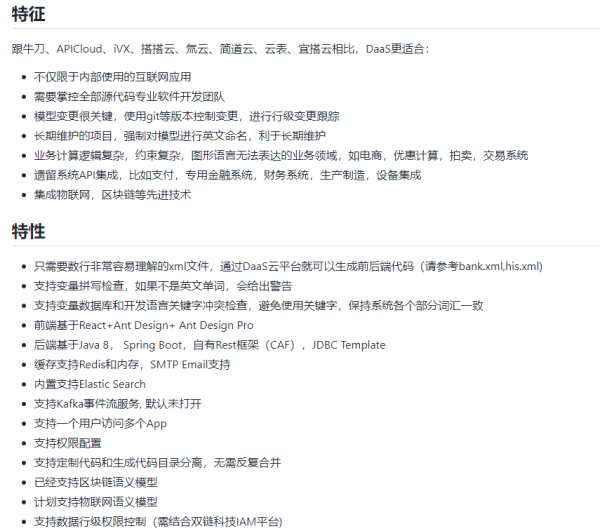 特征
跟牛刀、APICloud、iVX、搭搭云、氚云、简道云、云表、宜搭云相比，DaaS更适合：
不仅限于内部使用的互联网应用
需要掌控全部源代码专业软件开发团队
模型变更很关键，使用git等版本控制变更，进行行级变更跟踪
长期维护的项目，强制对模型进行英文命名，利于长期维护
业务计算逻辑复杂，约束复杂，图形语言无法表达的业务领域，如电商，优惠计算，拍卖，交易系统
遗留系统API集成，比如支付，专用金融系统，财务系统，生产制造，设备集成
集成物联网，区块链等先进技术
特性
只需要数行非常容易理解的xml文件，通过DaaS云平台就可以生成前后端代码（请参考bank.xml,his.xml)
支持变量拼写检查，如果不是英文单词，会给出警告
支持变量数据库和开发语言关键字冲突检查，避免使用关键字，保持系统各个部分词汇一致
前端基于React+Ant Design+ Ant Design Pro
后端基于Java 8， Spring Boot，自有Rest框架（CAF），JDBC Template
缓存支持Redis和内存，SMTP Email支持
内置支持Elastic Search
支持Kafka事件流服务, 默认未打开
支持一个用户访问多个App
支持权限配置
支持定制代码和生成代码目录分离，无需反复合并
已经支持区块链语义模型
计划支持物联网语义模型
支持数据行级权限控制（需结合双链科技IAM平台)